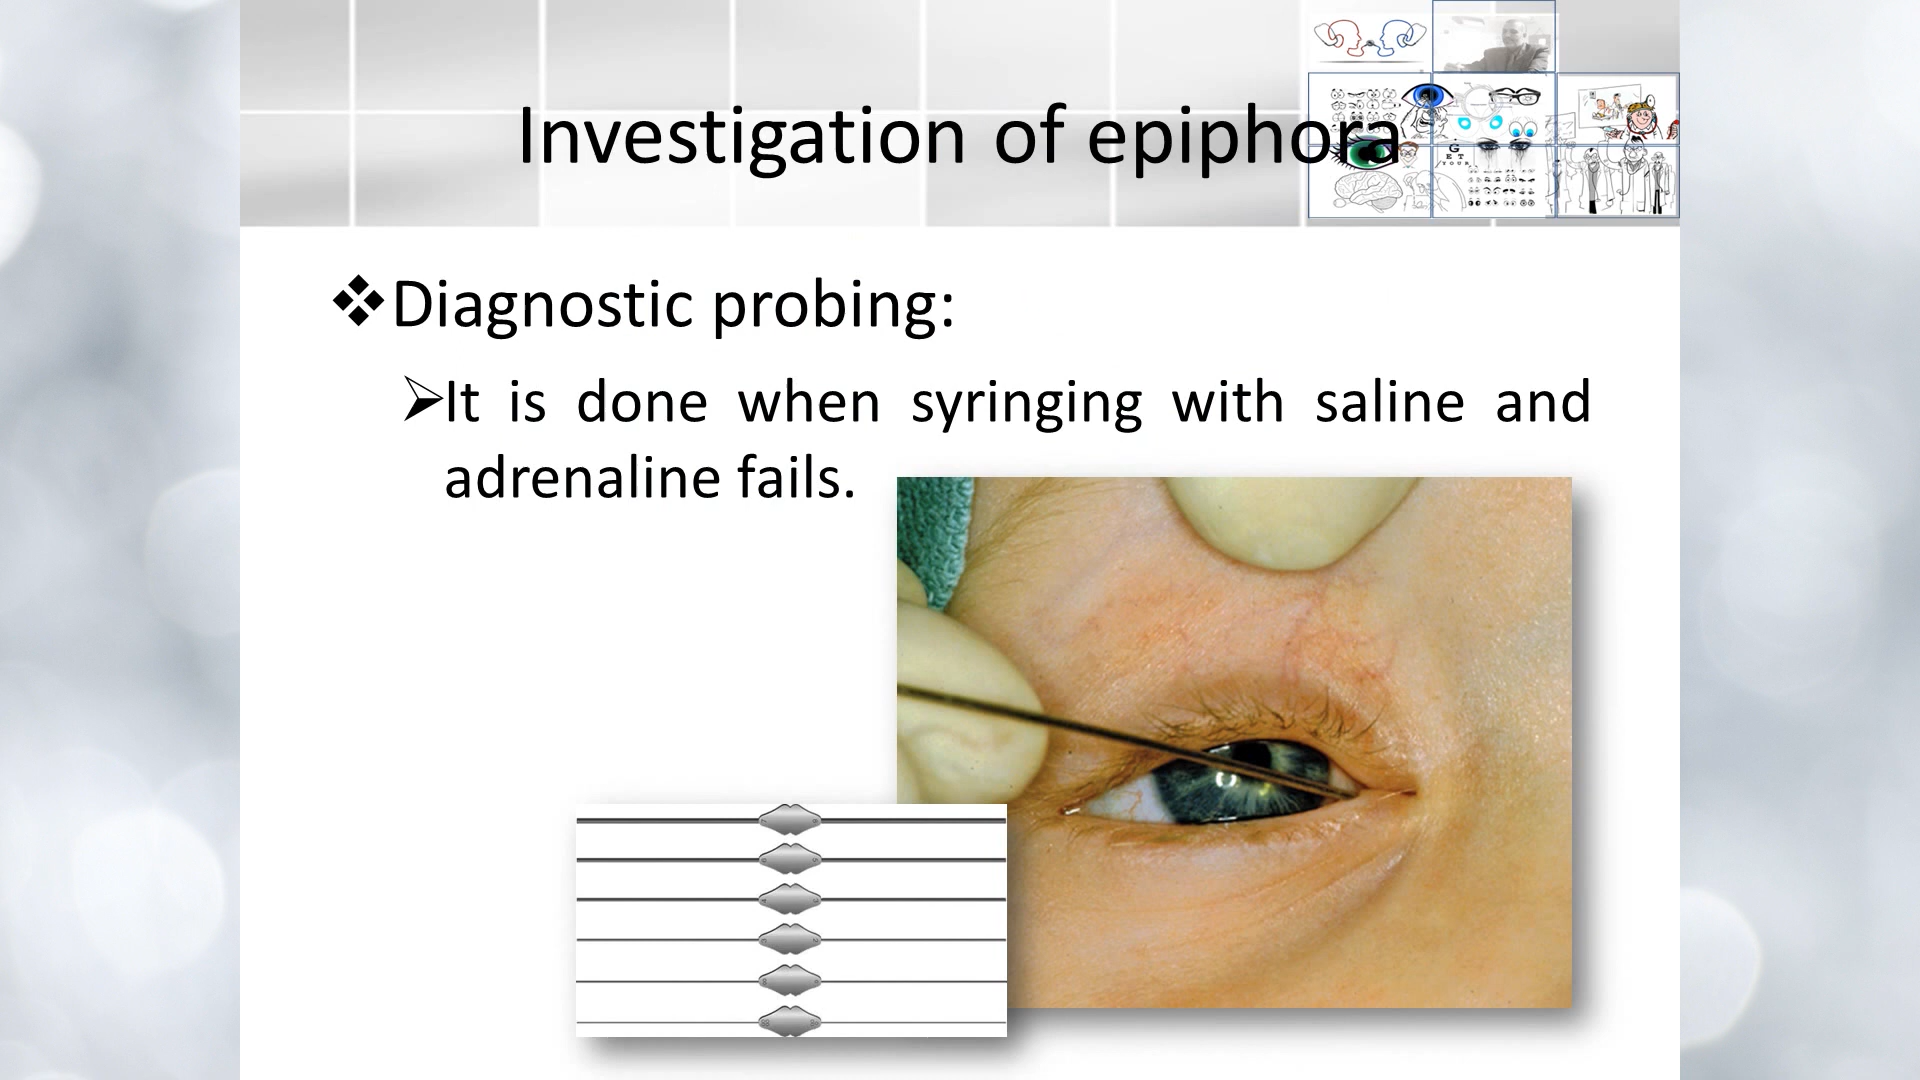 Investigation of epiphora
❖Diagnostic probing:
➢It is done when syringing with saline and
adrenaline fails.
G
E T
Y O U R